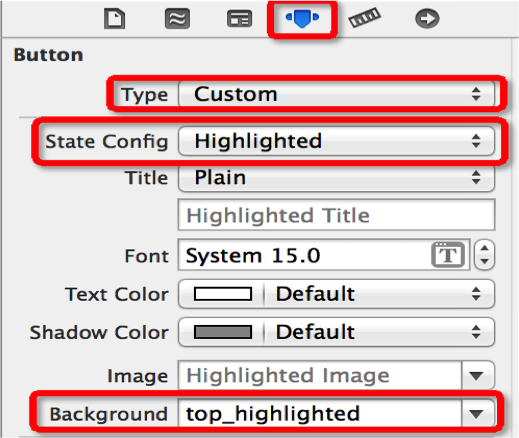 Button
Type Custom
State Config Highlighted
Title Plain
Highlighted Title
Font System 15.0 T
Text Color Default
Shadow Color Default
Image Highlighted Image
Background top_highlighted